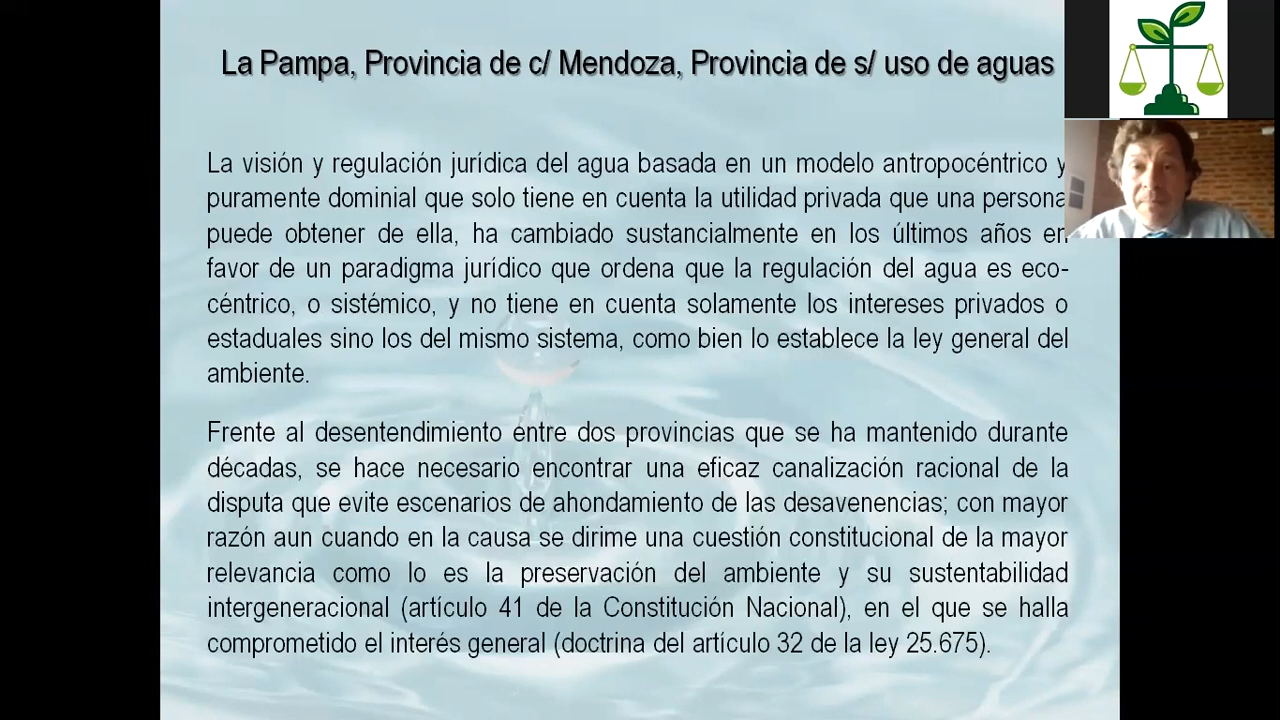 La Pampa, Provincia de c/ Mendoza, Provincia de s/ uso de aguas
La visión y regulación jurídica del agua basada en un modelo antropocéntrico y
puramente dominial que solo tiene en cuenta la utilidad privada que una persona
puede obtener de ella, ha cambiado sustancialmente en los últimos años en
favor de un paradigma jurídico que ordena que la regulación del agua es eco-
céntrico, o sistémico, y no tiene en cuenta solamente los intereses privados o
estaduales sino los del mismo sistema, como bien lo establece la ley general del
ambiente.
Frente al desentendimiento entre dos provincias que se ha mantenido durante
décadas, se hace necesario encontrar una eficaz canalización racional de la
disputa que evite escenarios de ahondamiento de las desavenencias; con mayor
razón aun cuando en la causa se dirime una cuestión constitucional de la mayor
relevancia como lo es la preservación del ambiente y su sustentabilidad
intergeneracional (artículo 41 de la Constitución Nacional), en el que se halla
comprometido el interés general (doctrina del artículo 32 de la ley 25.675).